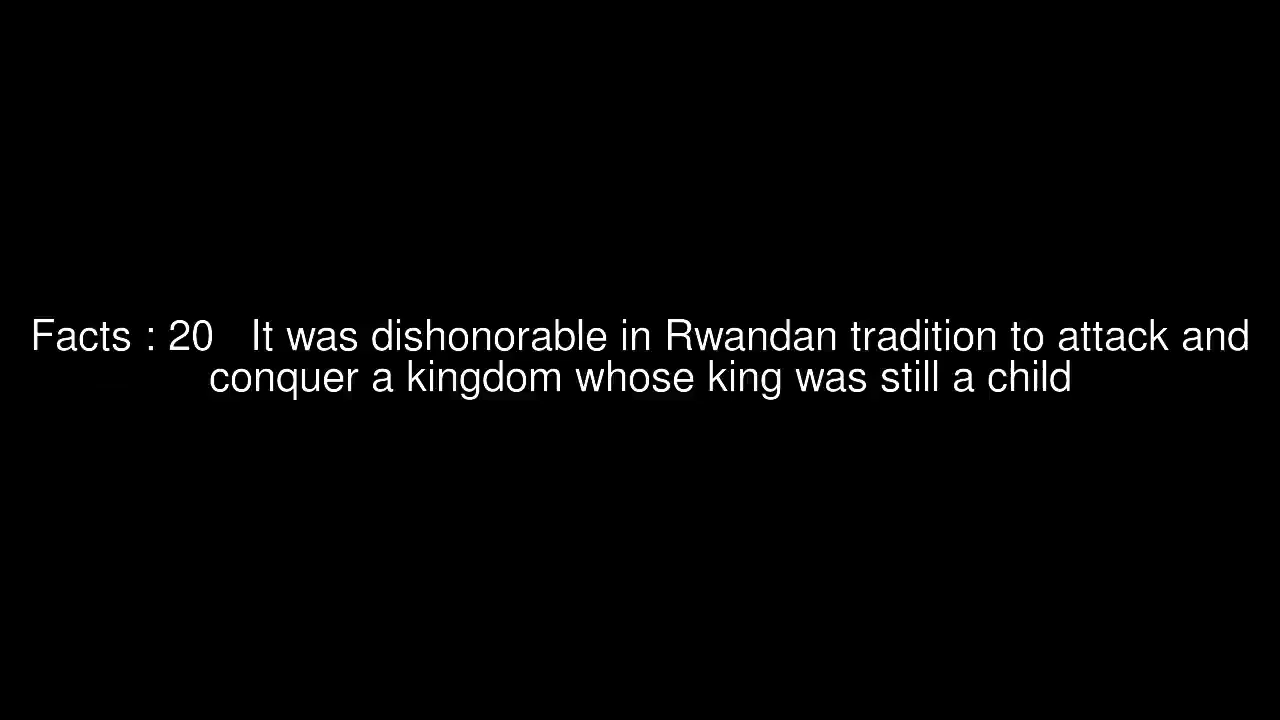 Facts : 20   It was dishonorable in Rwandan tradition to attack and
conquer a kingdom whose king was still a child